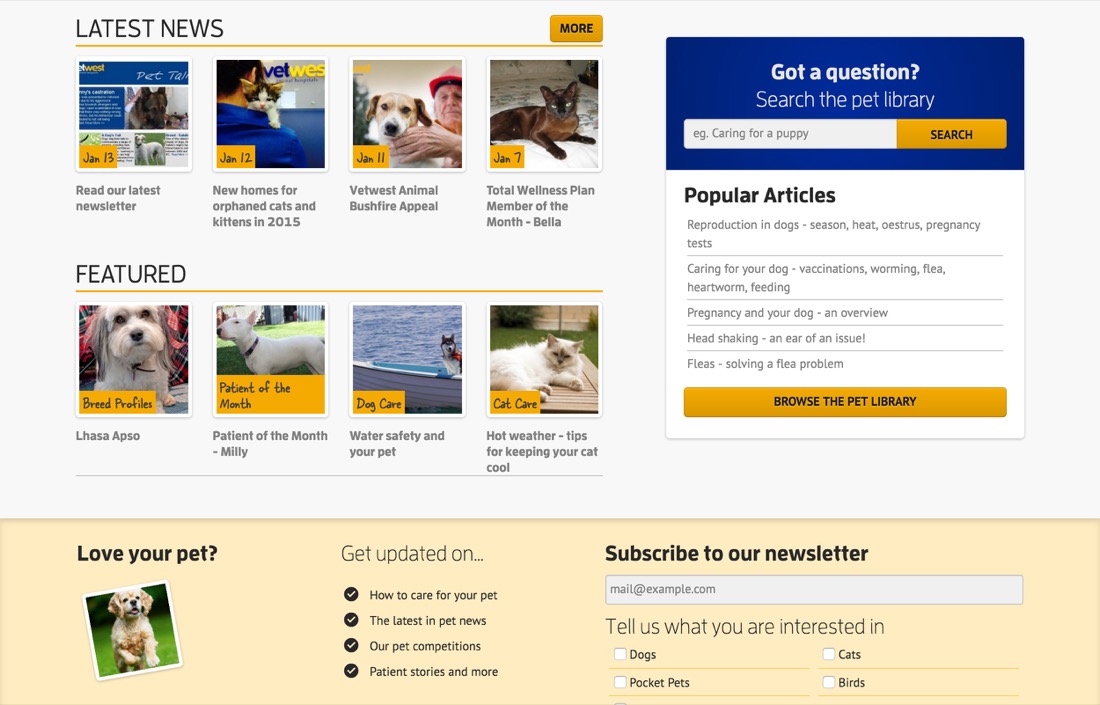 LATEST NEWS
MORE
etwest
Pet Tal
nny's castration
Jan 13
vetwes
Jan 12
Jan 11
Jan 7
Read our latest
newsletter
New homes for
orphaned cats and
kittens in 2015
Vetwest Animal
Bushfire Appeal
Total Wellness Plan
Member of the
Month - Bella
FEATURED
Breed Profiles
Patient of the
Month
Dog Care
Cat Care
Lhasa Apso
Patient of the Month
- Milly
Water safety and
your pet
Hot weather - tips
for keeping your cat
cool
Got a question?
Search the pet library
eg. Caring for a puppy
SEARCH
Popular Articles
Reproduction in dogs - season, heat, oestrus, pregnancy
tests
Caring for your dog - vaccinations, worming, flea,
heartworm, feeding
Pregnancy and your dog - an overview
Head shaking - an ear of an issue!
Fleas - solving a flea problem
BROWSE THE PET LIBRARY
Love your pet?
Get updated on...
How to care for your pet
The latest in pet news
Our pet competitions
Patient stories and more
Subscribe to our newsletter
mail@example.com
Tell us what you are interested in
Dogs
Cats
Pocket Pets
Birds